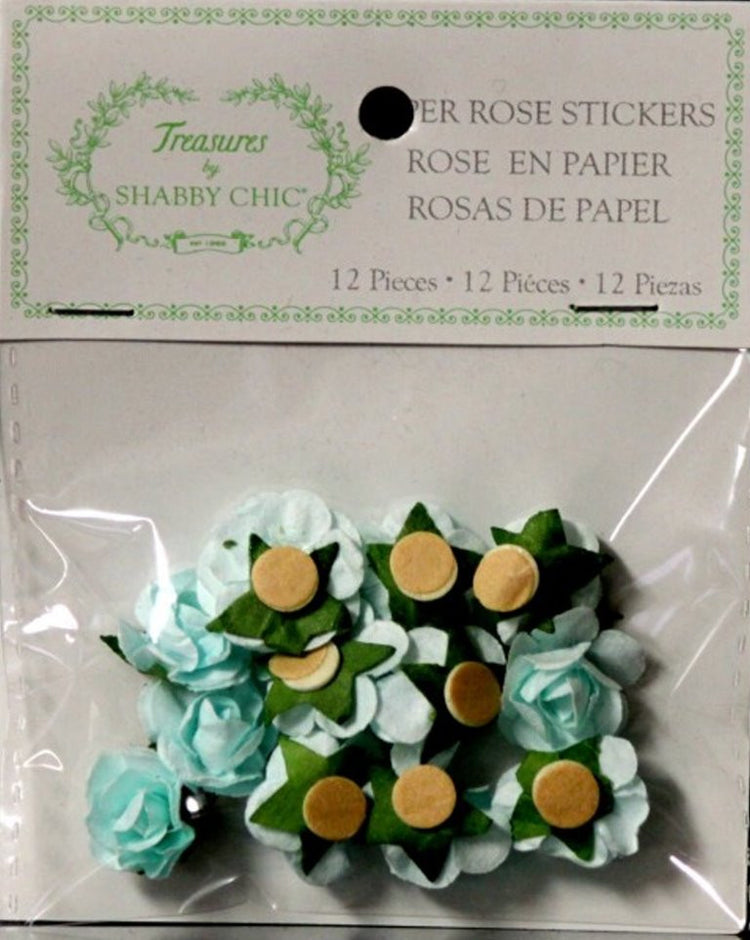 Treasures
by
SHABBY CHIC®
PER ROSE STICKERS
ROSE EN PAPIER
ROSAS DE PAPEL
12 Pieces • 12 Piéces • 12 Piezas